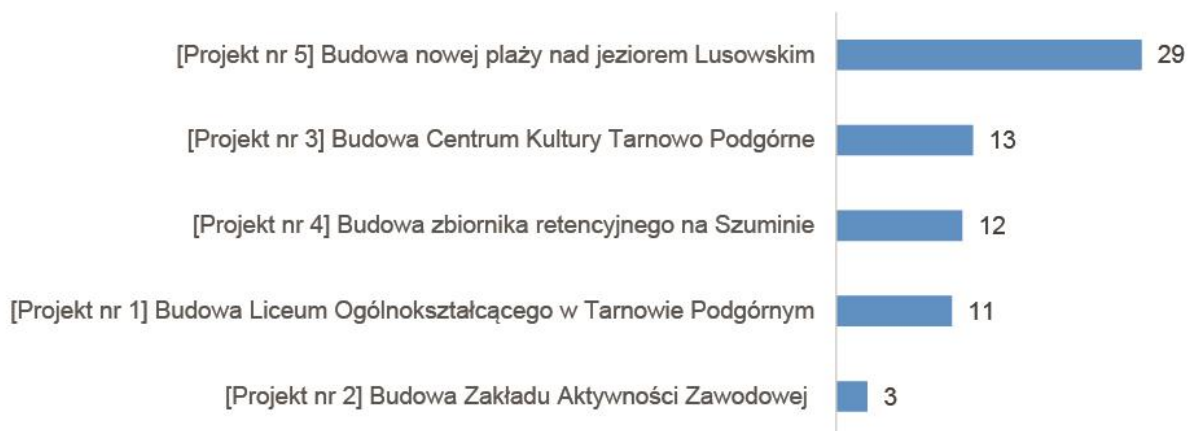 [Projekt nr 5] Budowa nowej plaży nad jeziorem Lusowskim 29
[Projekt nr 3] Budowa Centrum Kultury Tarnowo Podgórne 13
[Projekt nr 4] Budowa zbiornika retencyjnego na Szuminie 12
[Projekt nr 1] Budowa Liceum Ogólnokształcącego w Tarnowie Podgórnym 11
[Projekt nr 2] Budowa Zakładu Aktywności Zawodowej 3